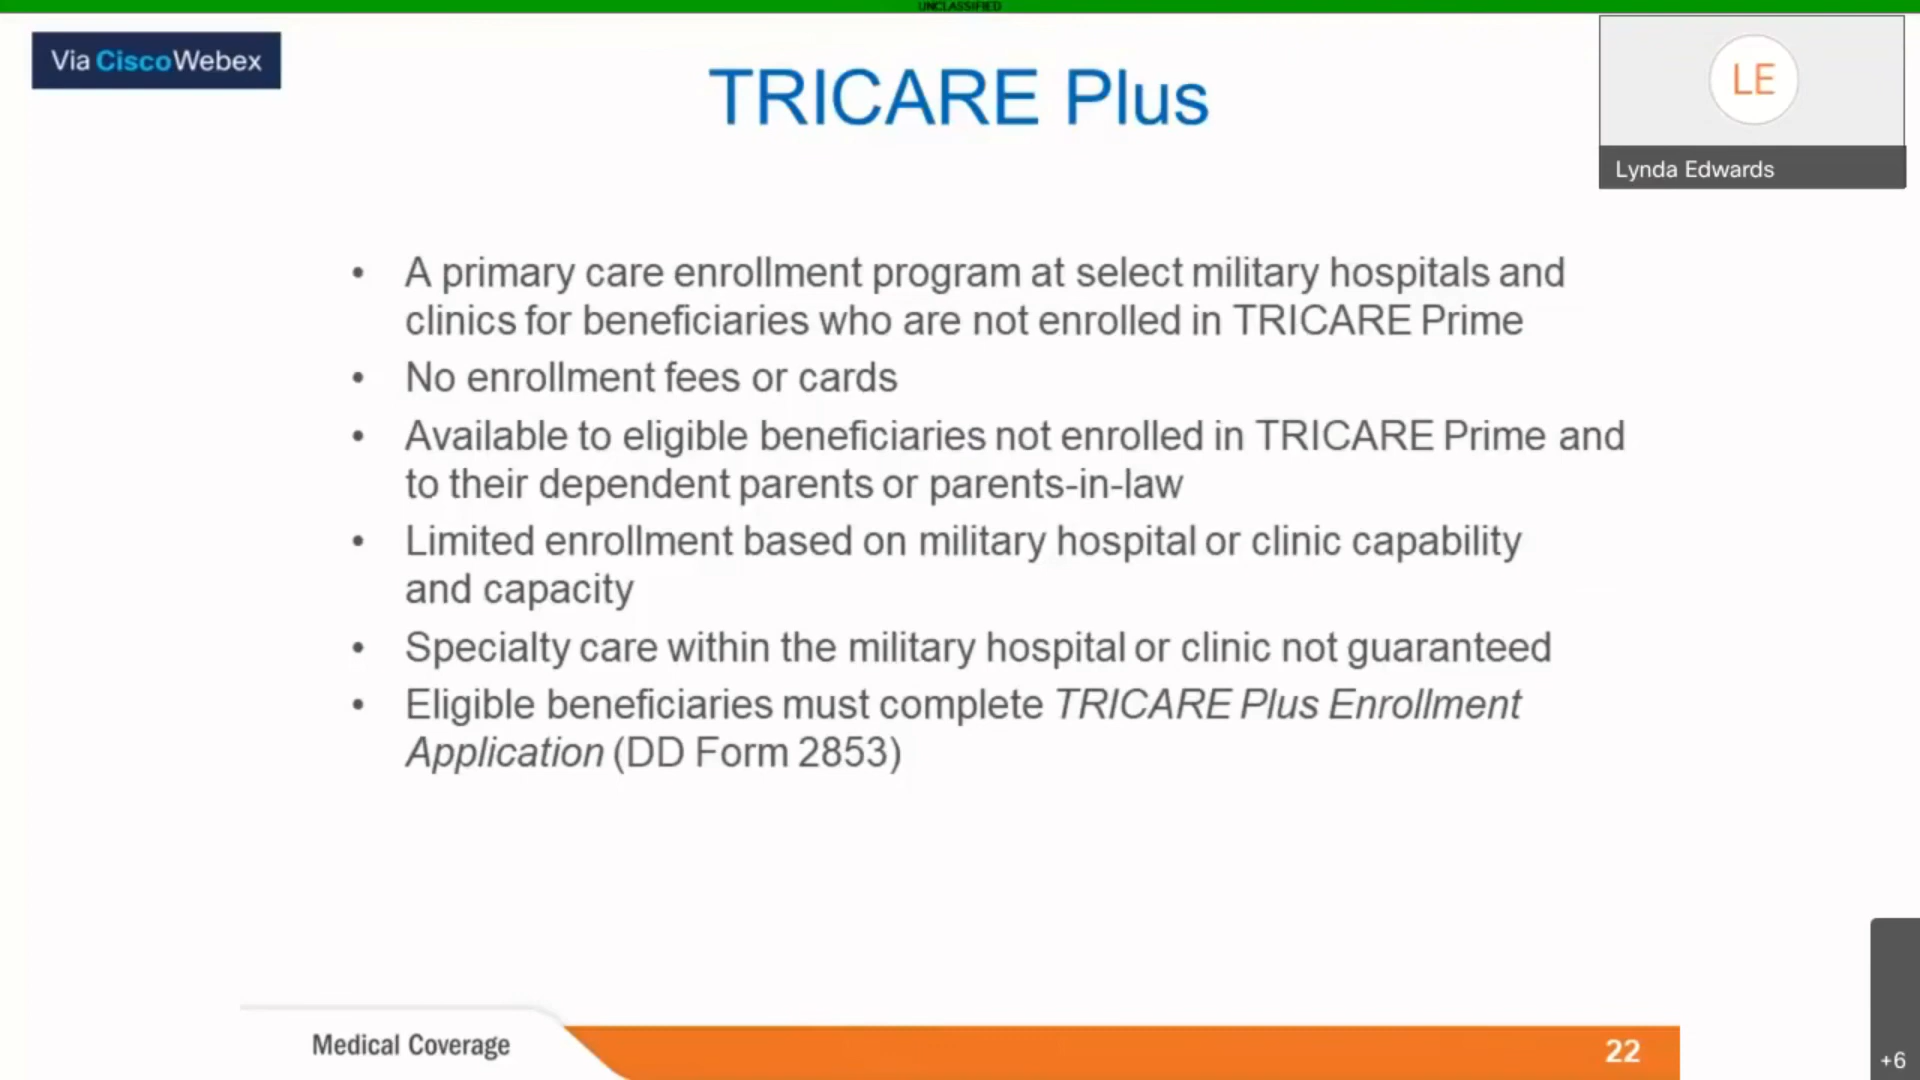 UNCLASSIFIED
Via CiscoWebex
TRICARE Plus
LE
Lynda Edwards
• A primary care enrollment program at select military hospitals and
clinics for beneficiaries who are not enrolled in TRICARE Prime
• No enrollment fees or cards
• Available to eligible beneficiaries not enrolled in TRICARE Prime and
to their dependent parents or parents-in-law
• Limited enrollment based on military hospital or clinic capability
and capacity
• Specialty care within the military hospital or clinic not guaranteed
• Eligible beneficiaries must complete TRICARE Plus Enrollment
Application (DD Form 2853)
Medical Coverage
22
+6